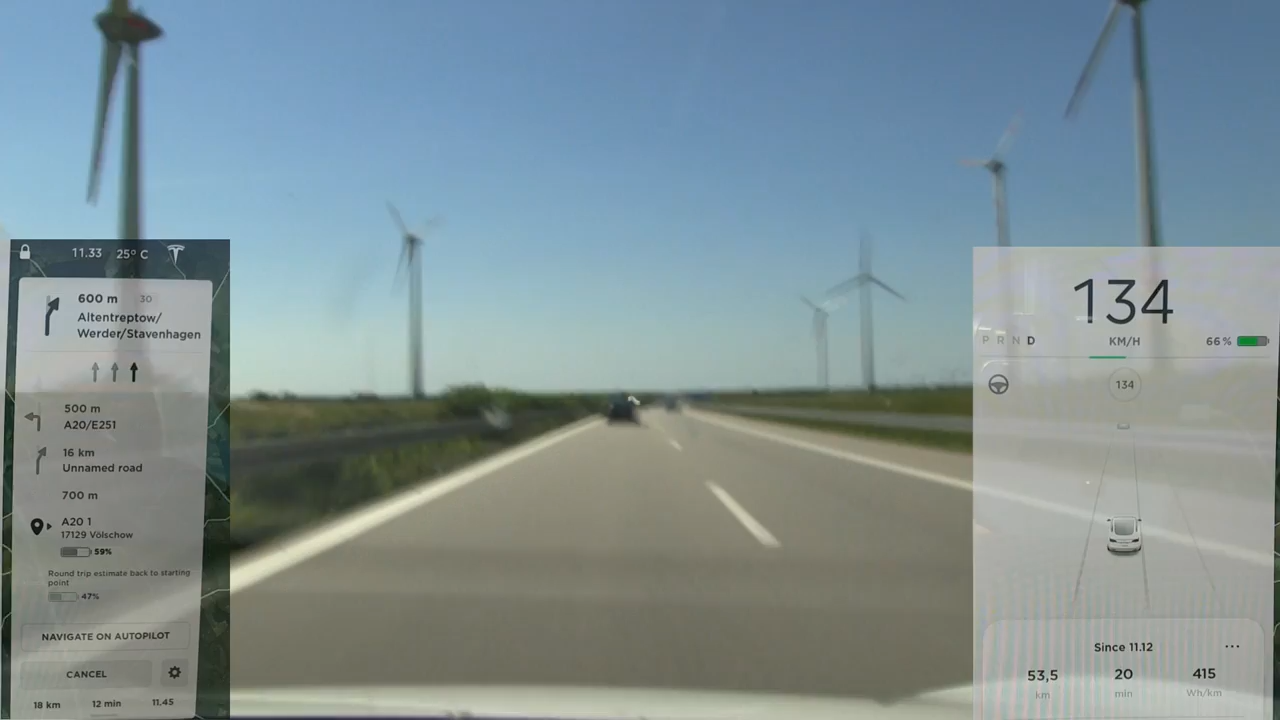 11.33 25° C
600 m 30
Altentreptow/
Werder/Stavenhagen
500 m
A20/E251
16 km
Unnamed road
700 m
A20 1
17129 Völschow
59%
Round trip estimate back to starting
point
47%
NAVIGATE ON AUTOPILOT
CANCEL
18 km 12 min 11.45
134
P R N D KM/H 66%
134
Since 11.12 ...
53,5 20 415
km min Wh/km